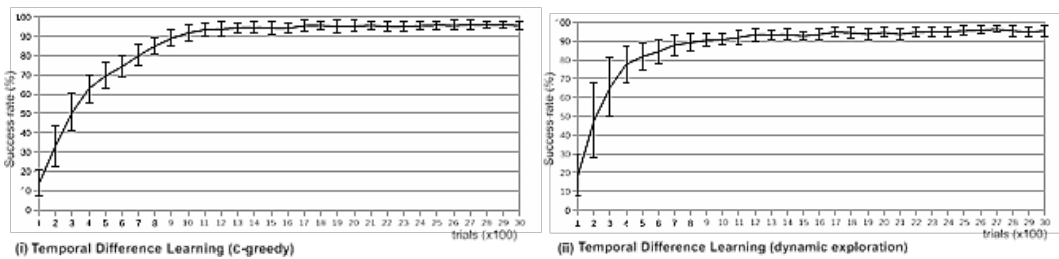 Success rate (%)
100
90
80
70
60
50
40
30
20
10
0
1 2 3 4 5 6 7 8 9 10 11 12 13 14 15 16 17 18 19 20 21 22 23 24 25 26 27 28 29 30
trials (x100)
(i) Temporal Difference Learning (ε-greedy)
Success rate (%)
100
90
80
70
60
50
40
30
20
10
0
1 2 3 4 5 6 7 8 9 10 11 12 13 14 15 16 17 18 19 20 21 22 23 24 25 26 27 28 29 30
trials (x100)
(ii) Temporal Difference Learning (dynamic exploration)